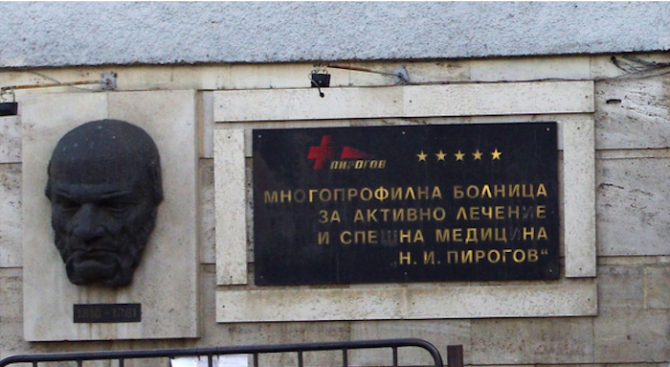 ПИРОГОВ
МНОГОПРОФИЛНА БОЛНИЦА
ЗА АКТИВНО ЛЕЧЕНИЕ
И СПЕШНА МЕДИЦИНА
„Н. И. ПИРОГОВ“